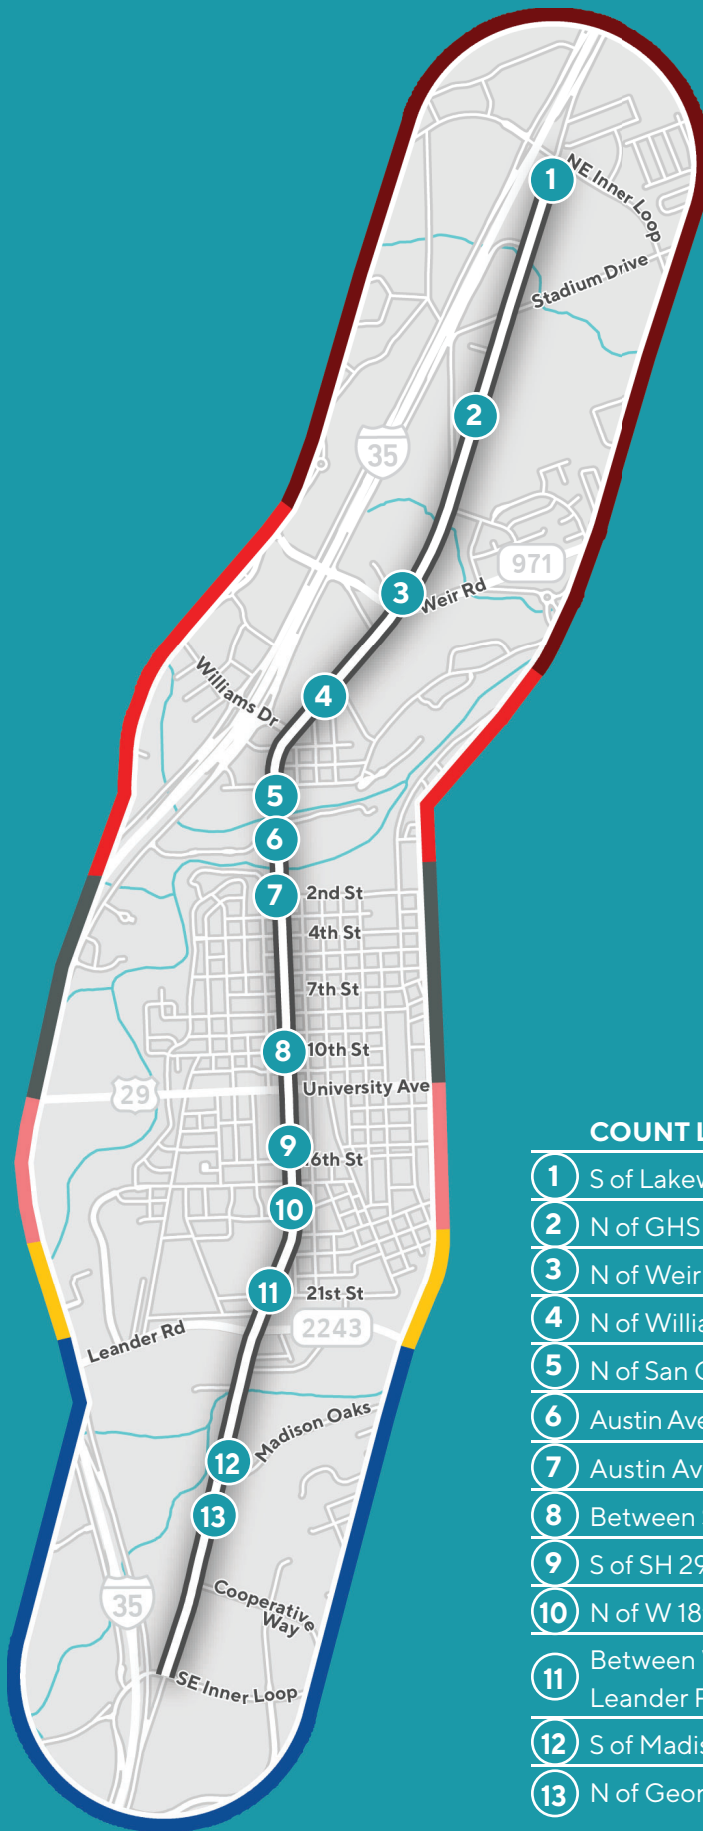 1
NE Inner Loop
Stadium Drive
2
35
971
3
Weir Rd
Williams Dr
4
5
6
7
2nd St
4th St
7th St
8
10th St
University Ave
29
9
6th St
10
11
21st St
2243
Leander Rd
Madison Oaks
12
13
35
Cooperative
Way
SE Inner Loop
COUNT L
1 S of Lakew
2 N of GHS
3 N of Weir
4 N of Willia
5 N of San G
6 Austin Ave
7 Austin Av
8 Between
9 S of SH 29
10 N of W 18
11 Between
Leander
12 S of Madis
13 N of Geor